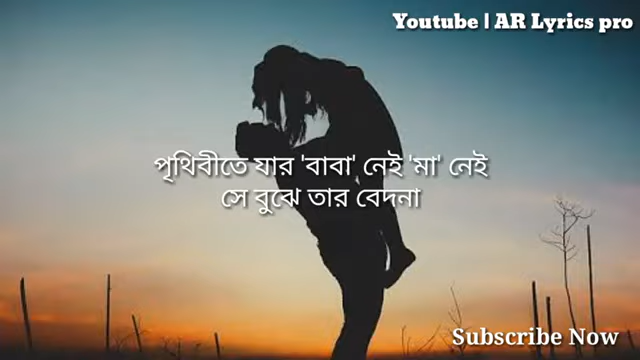 Youtube | AR Lyrics pro
পৃথিবীতে যার 'বাবা' নেই 'মা' নেই
সে বুঝে তার বেদনা
Subscribe Now